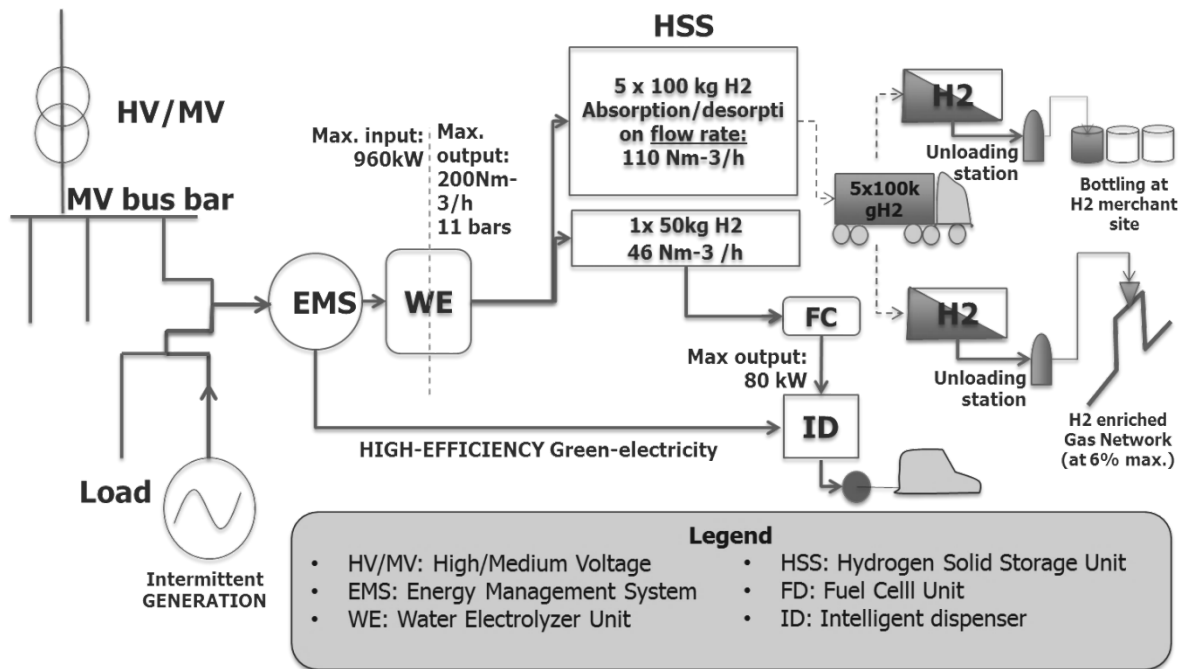 HSS
HV/MV
MV bus bar
Max. input:
960kW
Max.
output:
200Nm-
3/h
11 bars
5 x 100 kg H2
Absorption/desorpti
on flow rate:
110 Nm-3/h
1x 50kg H2
46 Nm-3 /h
EMS
WE
FC
Max output:
80 kW
ID
HIGH-EFFICIENCY Green-electricity
5x100k
gH2
H2
Unloading
station
Bottling at
H2 merchant
site
H2
Unloading
station
H2 enriched
Gas Network
(at 6% max.)
Load
Intermittent
GENERATION
Legend
• HV/MV: High/Medium Voltage
• EMS: Energy Management System
• WE: Water Electrolyzer Unit
• HSS: Hydrogen Solid Storage Unit
• FD: Fuel Celll Unit
• ID: Intelligent dispenser